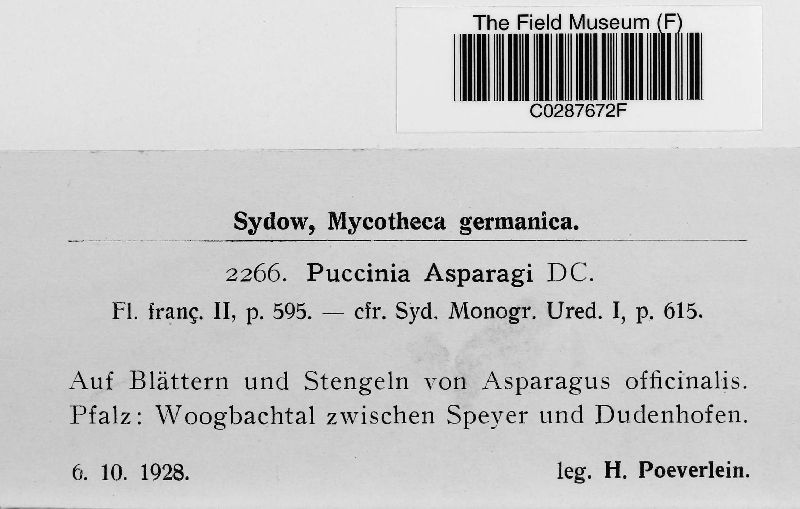 The Field Museum (F)
C0287672F
Sydow, Mycotheca germanica.
2266. Puccinia Asparagi DC.
Fl. franç. II, p. 595. — cfr. Syd. Monogr. Ured. I, p. 615.
Auf Blättern und Stengeln von Asparagus officinalis.
Pfalz: Woogbachtal zwischen Speyer und Dudenhofen.
6. 10. 1928. leg. H. Poeverlein.